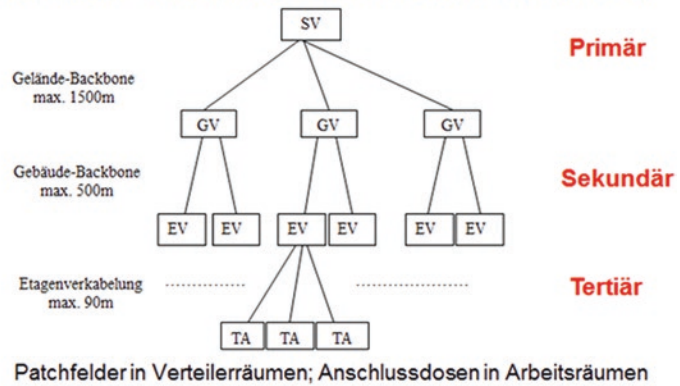 SV
Primär
Gelände-Backbone
max. 1500m
GV GV GV
Gebäude-Backbone
max. 500m
Sekundär
EV EV EV EV EV EV
Etagenverkabelung
max. 90m
Tertiär
TA TA TA
Patchfelder in Verteilerräumen; Anschlussdosen in Arbeitsräumen